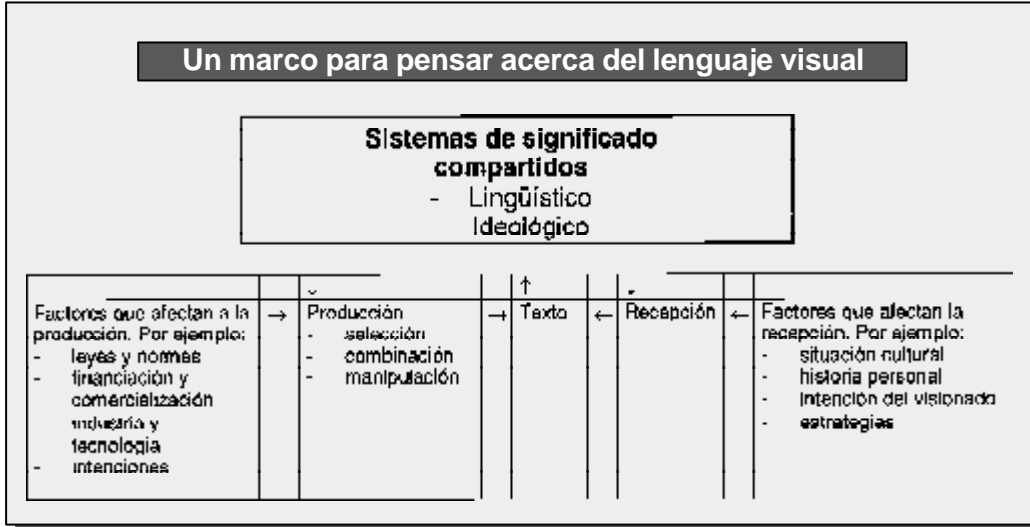 Un marco para pensar acerca del lenguaje visual
Sistemas de significado
compartidos
- Lingüístico
Ideológico
Factores que afectan a la
producción. Por ejemplo:
- leyes y normas
- financiación y
comercialización
industria y
tecnología
- intenciones
→
Producción
- selección
- combinación
- manipulación
→
↑
Texto
←
Recepción
←
Factores que afectan la
recepción. Por ejemplo:
- situación cultural
- historia personal
- intención del visionado
- estrategias